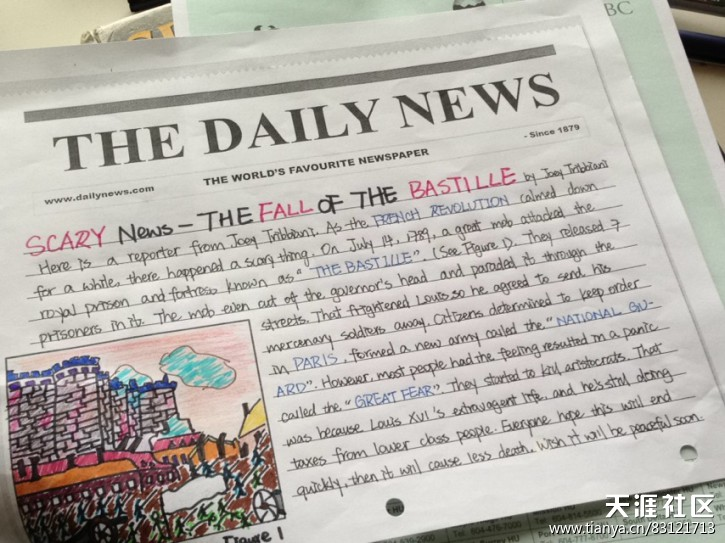 BC
THE DAILY NEWS
- Since 1879
THE WORLD'S FAVOURITE NEWSPAPER
www.dailynews.com
SCARY News - THE FALL OF THE BASTILLE by Joey Tribbiani
Here is a reporter from Joey Tribbiani. As the FRENCH REVOLUTION calmed down
for a while, there happened a scary thing. On July 14, 1789, a great mob attacked the
royal prison and fortress known as "THE BASTILLE". (See Figure 1). They released 7
prisoners in it. The mob even cut of the governor's head and paraded it through the
streets. That frightened Louis so he agreed to send his
mercenary soldiers away. Citizens determined to keep order
in PARIS, formed a new army called the "NATIONAL GU-
ARD". However, most people had the feeling resulted in a panic
called the "GREAT FEAR". They started to kill aristocrats. That
was because Louis XVI's extravagent life, and he's still
taxes from lower class people. Everyone hope this will end
quickly, then it will cause less death. Wish it will be peaceful soon.
Figure 1
天涯社区
www.tianya.cn/83121713